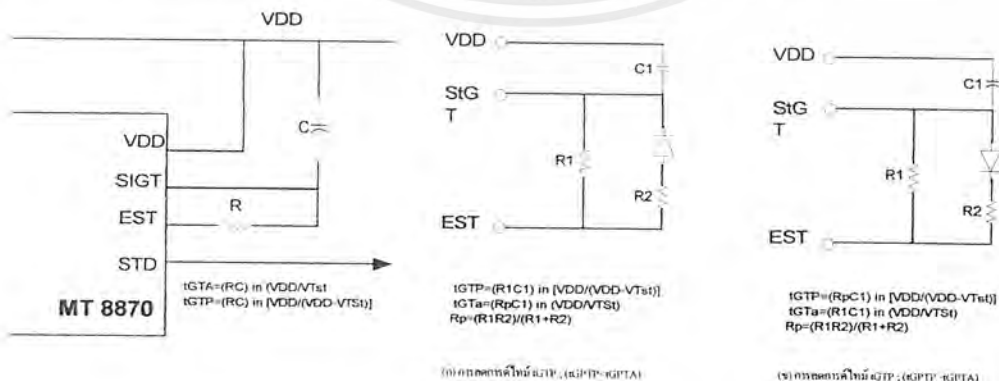 VDD
VDD
SIGT
EST
STD
MT 8870
C
R
tGTA=(RC) in (VDD/VTst
tGTP=(RC) in [VDD/(VDD-VTSt)]
VDD
C1
StG
T
R1
R2
EST
tGTP=(R1C1) in [VDD/(VDD-VTst)]
tGTa=(RpC1) in (VDD/VTSt)
Rp=(R1R2)/(R1+R2)
VDD
C1
StG
T
R1
R2
EST
tGTP=(RpC1) in [VDD/(VDD-VTst)]
tGTa=(R1C1) in (VDD/VTSt)
Rp=(R1R2)/(R1+R2)